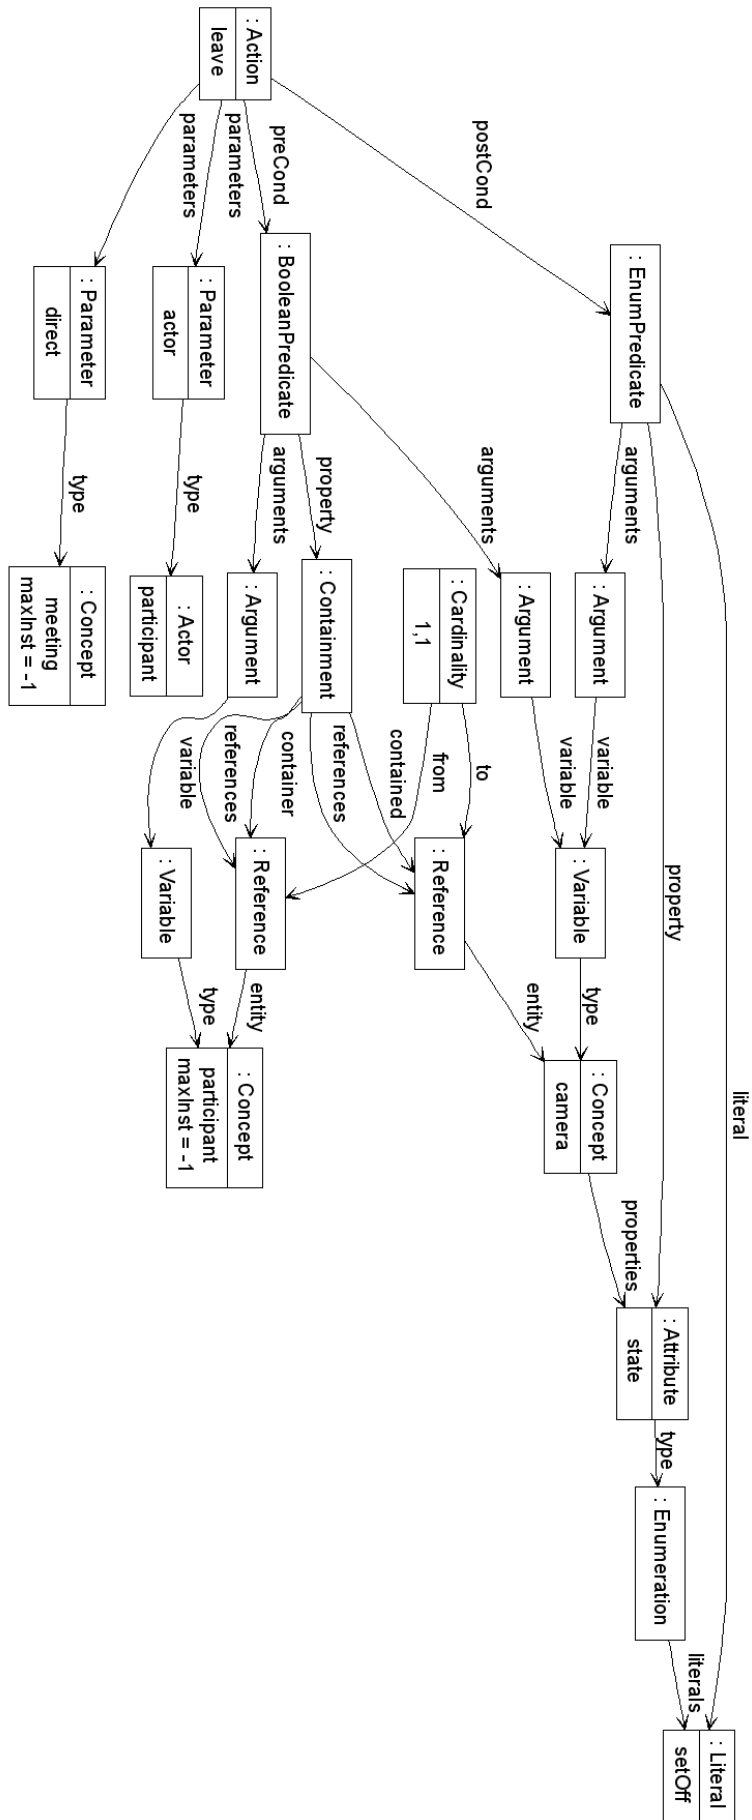 literal
: Literal
setOff
literals
property
: Attribute
state
type
: Enumeration
: EnumPredicate
arguments
properties
: Argument
variable
: Variable
type
: Concept
camera
variable
: Argument
entity
postCond
arguments
to
: Cardinality
1,1
from
: Reference
contained
references
property
: Containment
container
preCond
: BooleanPredicate
arguments
: Reference
entity
: Action
leave
: Argument
references
: Concept
participant
maxInst = -1
parameters
: Parameter
actor
type
type
parameters
variable
: Actor
participant
: Variable
: Parameter
direct
type
: Concept
meeting
maxInst = -1